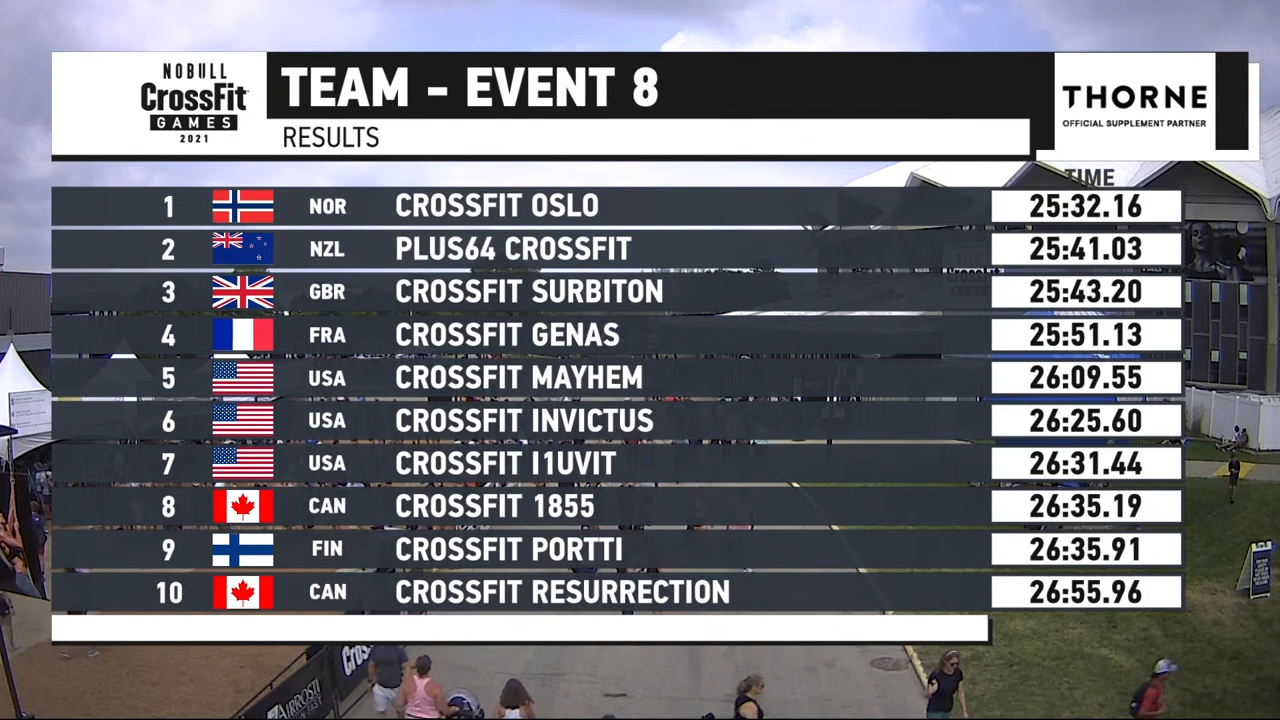 NOBULL
CrossFit
GAMES
2021
TEAM - EVENT 8
RESULTS
THORNE
OFFICIAL SUPPLEMENT PARTNER
TIME
1 NOR CROSSFIT OSLO 25:32.16
2 NZL PLUS64 CROSSFIT 25:41.03
3 GBR CROSSFIT SURBITON 25:43.20
4 FRA CROSSFIT GENAS 25:51.13
5 USA CROSSFIT MAYHEM 26:09.55
6 USA CROSSFIT INVICTUS 26:25.60
7 USA CROSSFIT I1UVIT 26:31.44
8 CAN CROSSFIT 1855 26:35.19
9 FIN CROSSFIT PORTTI 26:35.91
10 CAN CROSSFIT RESURRECTION 26:55.96
AIRROSTI